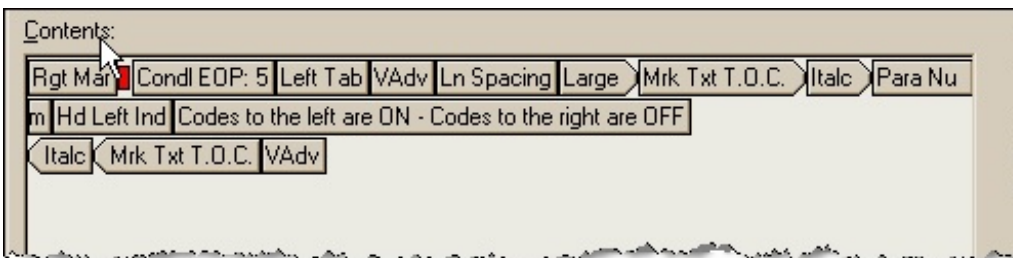 Contents:
Rgt Mar Condl EOP: 5 Left Tab VAdv Ln Spacing Large Mrk Txt T.O.C. Italc Para Nu
m Hd Left Ind Codes to the left are ON - Codes to the right are OFF
Italc Mrk Txt T.O.C. VAdv